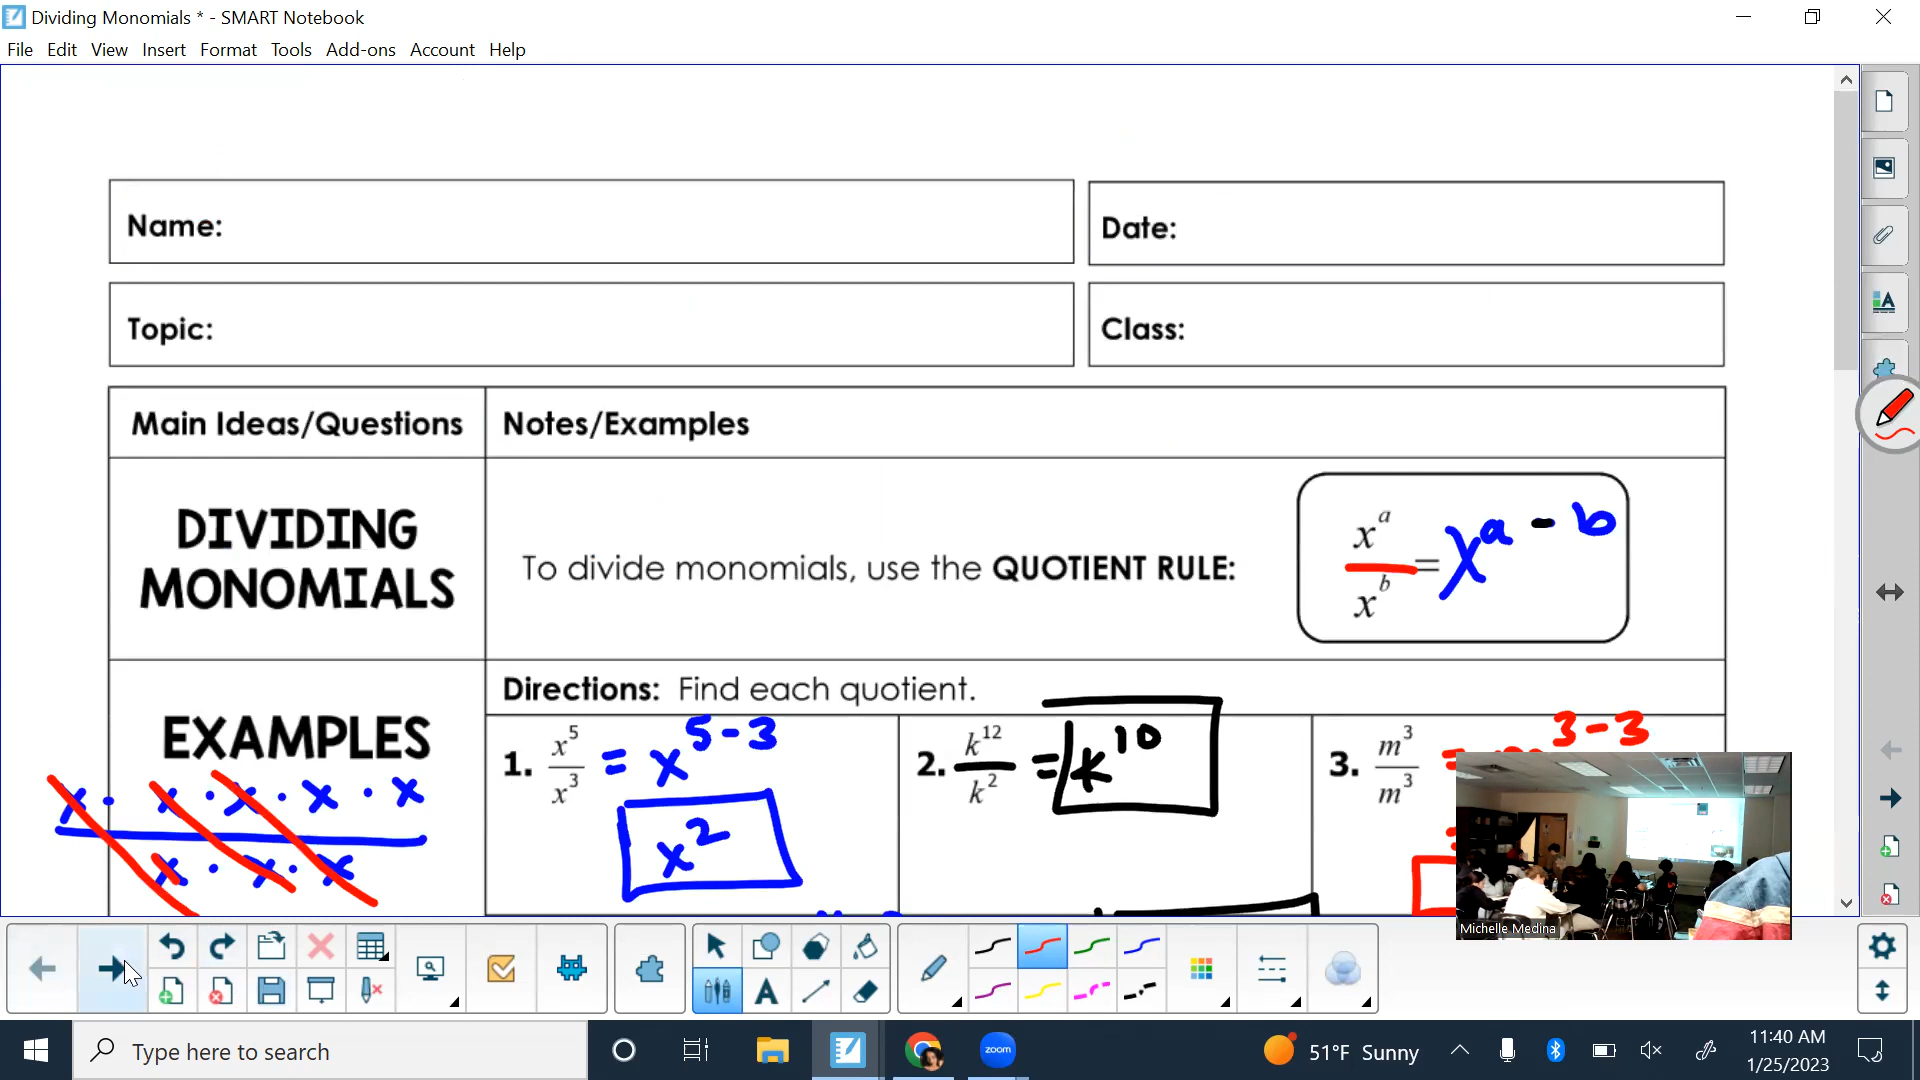 Dividing Monomials * - SMART Notebook
File Edit View Insert Format Tools Add-ons Account Help
Name:
Date:
Topic:
Class:
Main Ideas/Questions
Notes/Examples
DIVIDING
MONOMIALS
To divide monomials, use the QUOTIENT RULE:
x^a / x^b = x^(a - b)
EXAMPLES
Directions: Find each quotient.
1. x^5 / x^3 = x^(5-3)
x^2
2. k^12 / k^2 = k^10
3. m^3 / m^3 = m^(3-3)
x · x · x · x · x
x · x · x
Michelle Medina
Type here to search
zoom
51°F Sunny
11:40 AM
1/25/2023